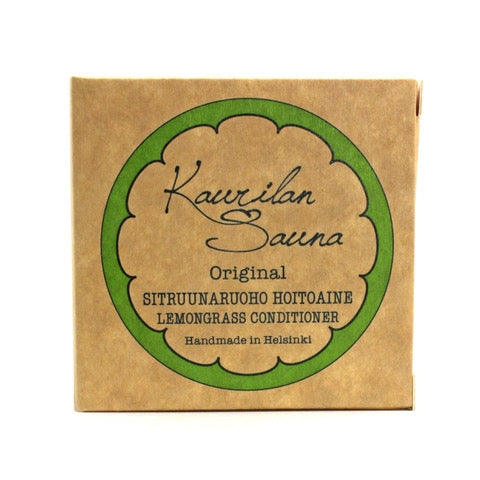 Kaurilan
Sauna
Original
SITRUUNARUOHO HOITOAINE
LEMONGRASS CONDITIONER
Handmade in Helsinki